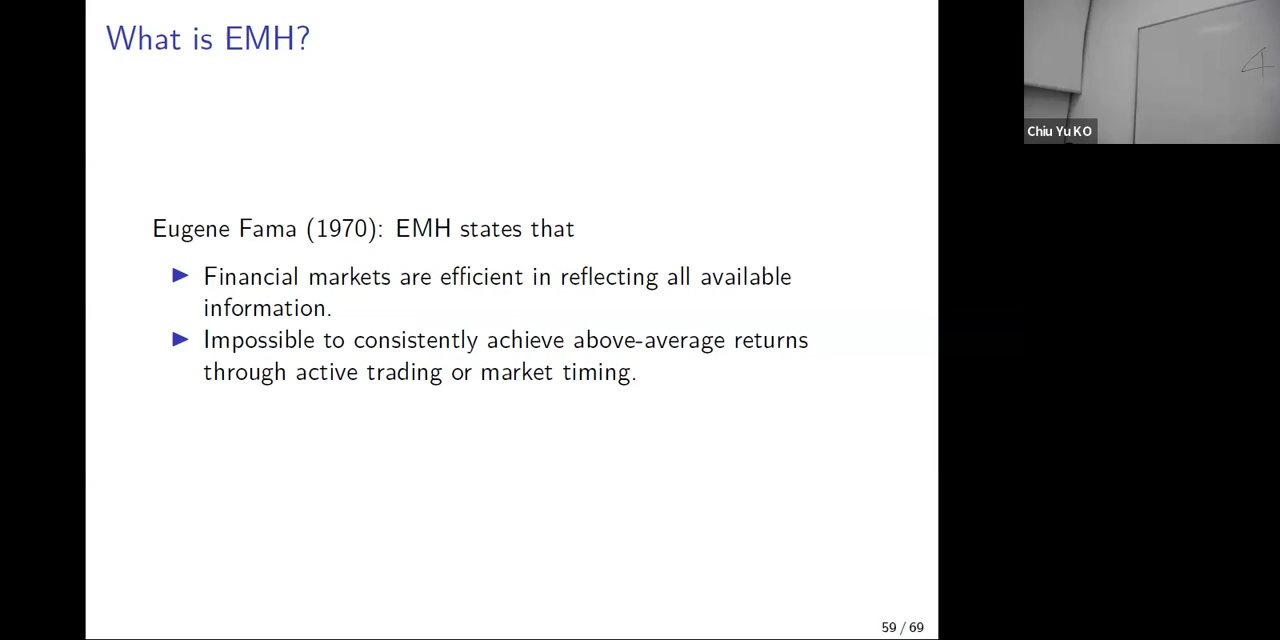 What is EMH?
Eugene Fama (1970): EMH states that
▶ Financial markets are efficient in reflecting all available
information.
▶ Impossible to consistently achieve above-average returns
through active trading or market timing.
59 / 69
4
Chiu Yu KO